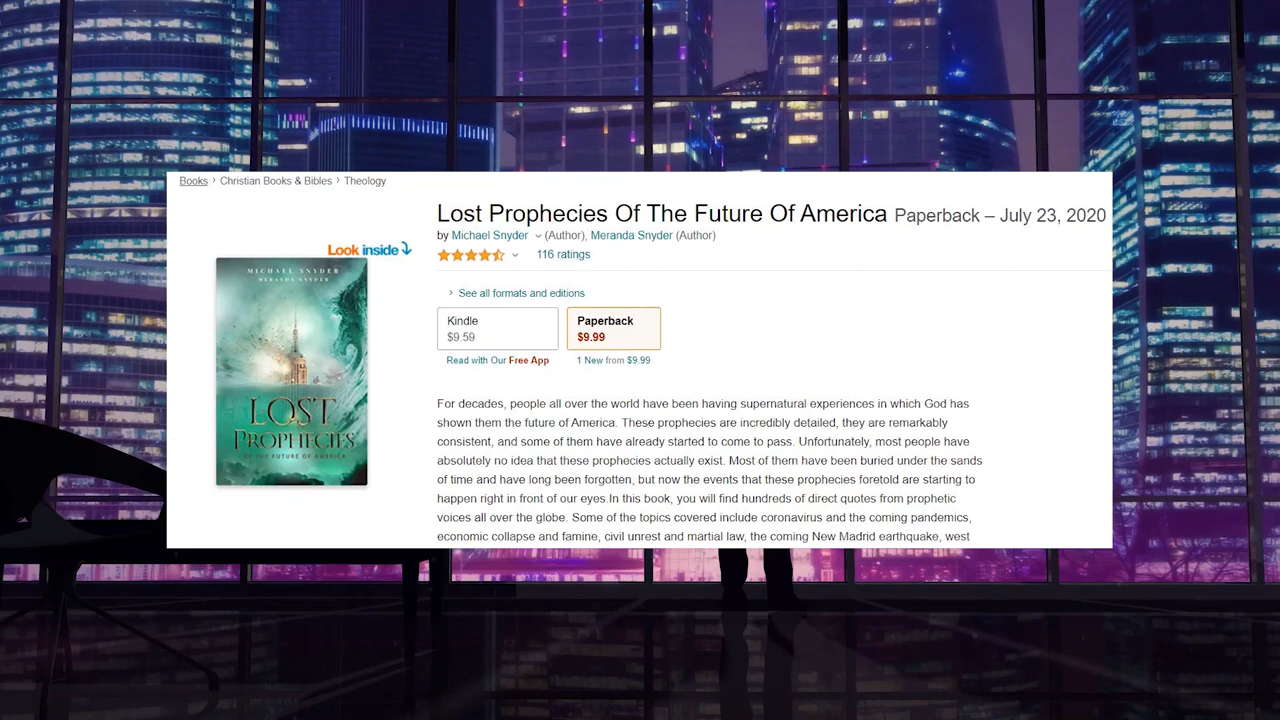 Books › Christian Books & Bibles › Theology
Lost Prophecies Of The Future Of America Paperback – July 23, 2020
by Michael Snyder (Author), Meranda Snyder (Author)
116 ratings
Look inside
MICHAEL SNYDER
MERANDA SNYDER
LOST
PROPHECIES
OF THE FUTURE OF AMERICA
› See all formats and editions
Kindle
$9.59
Paperback
$9.99
Read with Our Free App
1 New from $9.99
For decades, people all over the world have been having supernatural experiences in which God has
shown them the future of America. These prophecies are incredibly detailed, they are remarkably
consistent, and some of them have already started to come to pass. Unfortunately, most people have
absolutely no idea that these prophecies actually exist. Most of them have been buried under the sands
of time and have long been forgotten, but now the events that these prophecies foretold are starting to
happen right in front of our eyes.In this book, you will find hundreds of direct quotes from prophetic
voices all over the globe. Some of the topics covered include coronavirus and the coming pandemics,
economic collapse and famine, civil unrest and martial law, the coming New Madrid earthquake, west